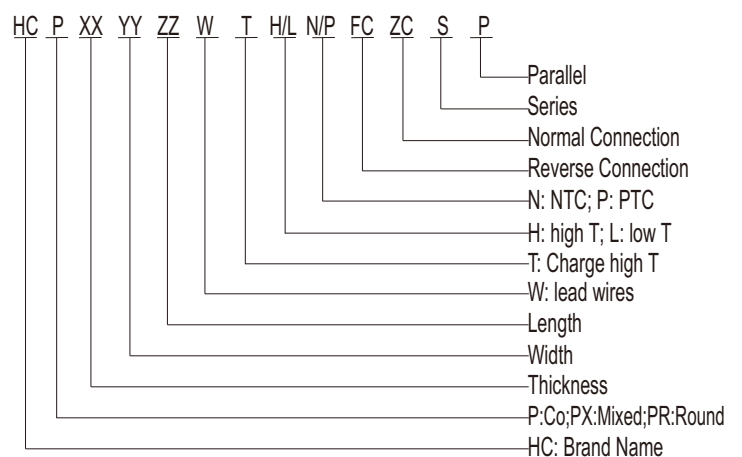 HC P XX YY ZZ W T H/L N/P FC ZC S P
Parallel
Series
Normal Connection
Reverse Connection
N: NTC; P: PTC
H: high T; L: low T
T: Charge high T
W: lead wires
Length
Width
Thickness
P:Co;PX:Mixed;PR:Round
HC: Brand Name